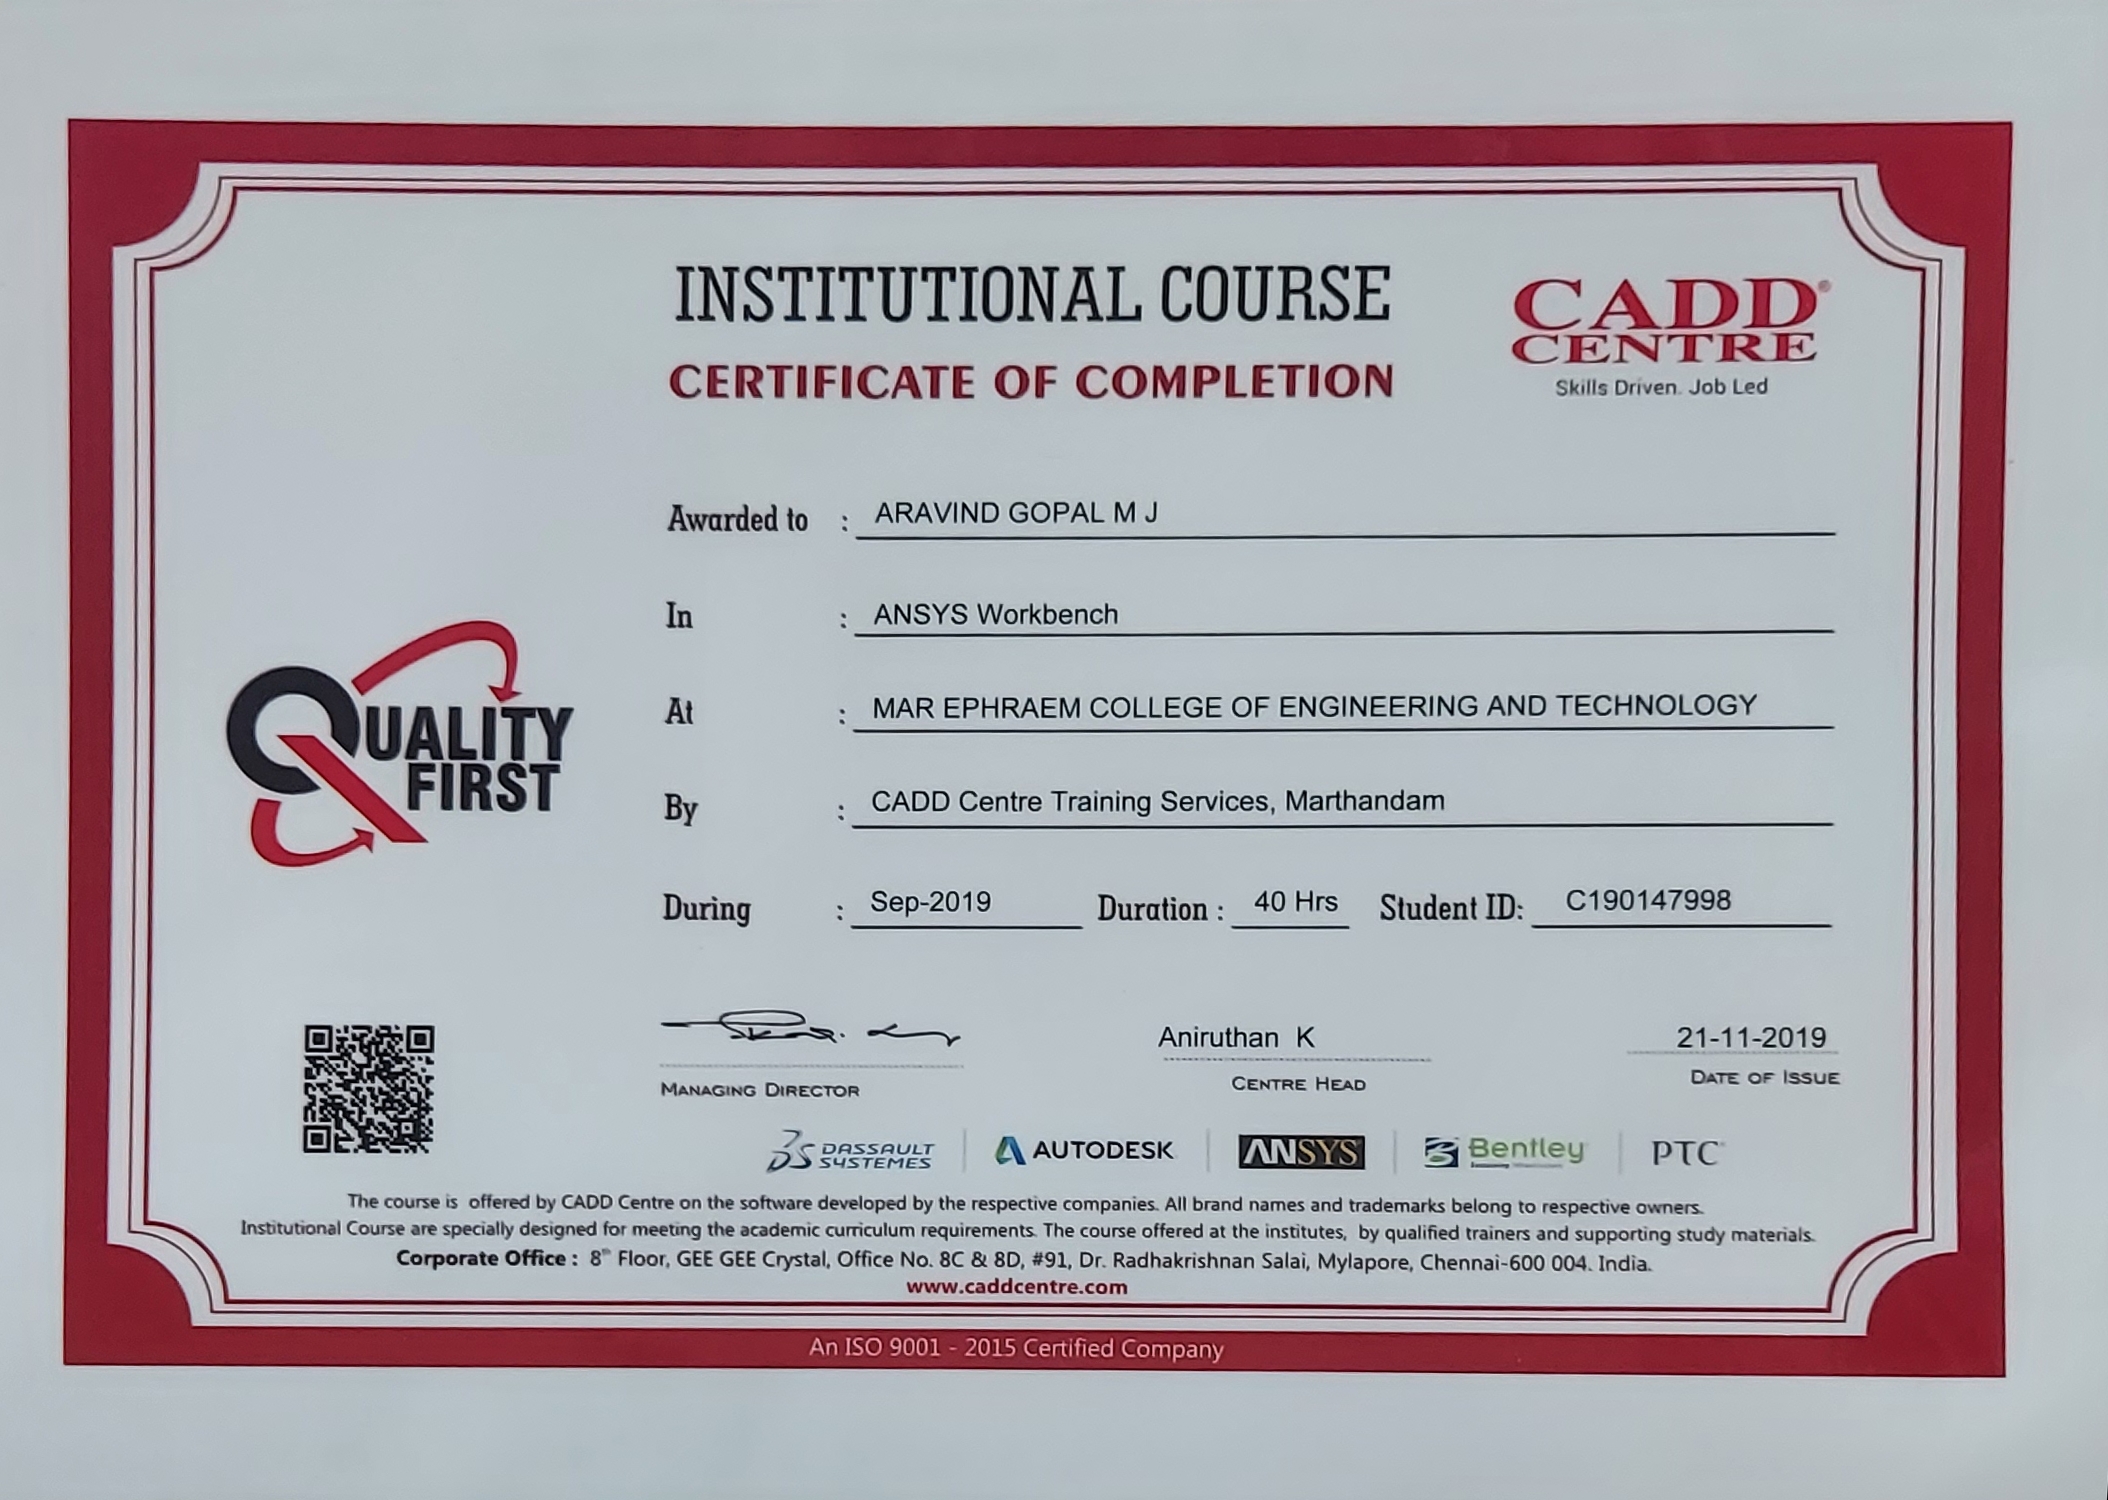 INSTITUTIONAL COURSE
CERTIFICATE OF COMPLETION
CADD®
CENTRE
Skills Driven. Job Led
Awarded to : ARAVIND GOPAL M J
In : ANSYS Workbench
At : MAR EPHRAEM COLLEGE OF ENGINEERING AND TECHNOLOGY
By : CADD Centre Training Services, Marthandam
During : Sep-2019 Duration : 40 Hrs Student ID: C190147998
QUALITY
FIRST
Aniruthan K
21-11-2019
MANAGING DIRECTOR
CENTRE HEAD
DATE OF ISSUE
DASSAULT
SYSTEMES
AUTODESK
ANSYS
Bentley
PTC
The course is offered by CADD Centre on the software developed by the respective companies. All brand names and trademarks belong to respective owners.
Institutional Course are specially designed for meeting the academic curriculum requirements. The course offered at the institutes, by qualified trainers and supporting study materials.
Corporate Office : 8th Floor, GEE GEE Crystal, Office No. 8C & 8D, #91, Dr. Radhakrishnan Salai, Mylapore, Chennai-600 004. India.
www.caddcentre.com
An ISO 9001 - 2015 Certified Company